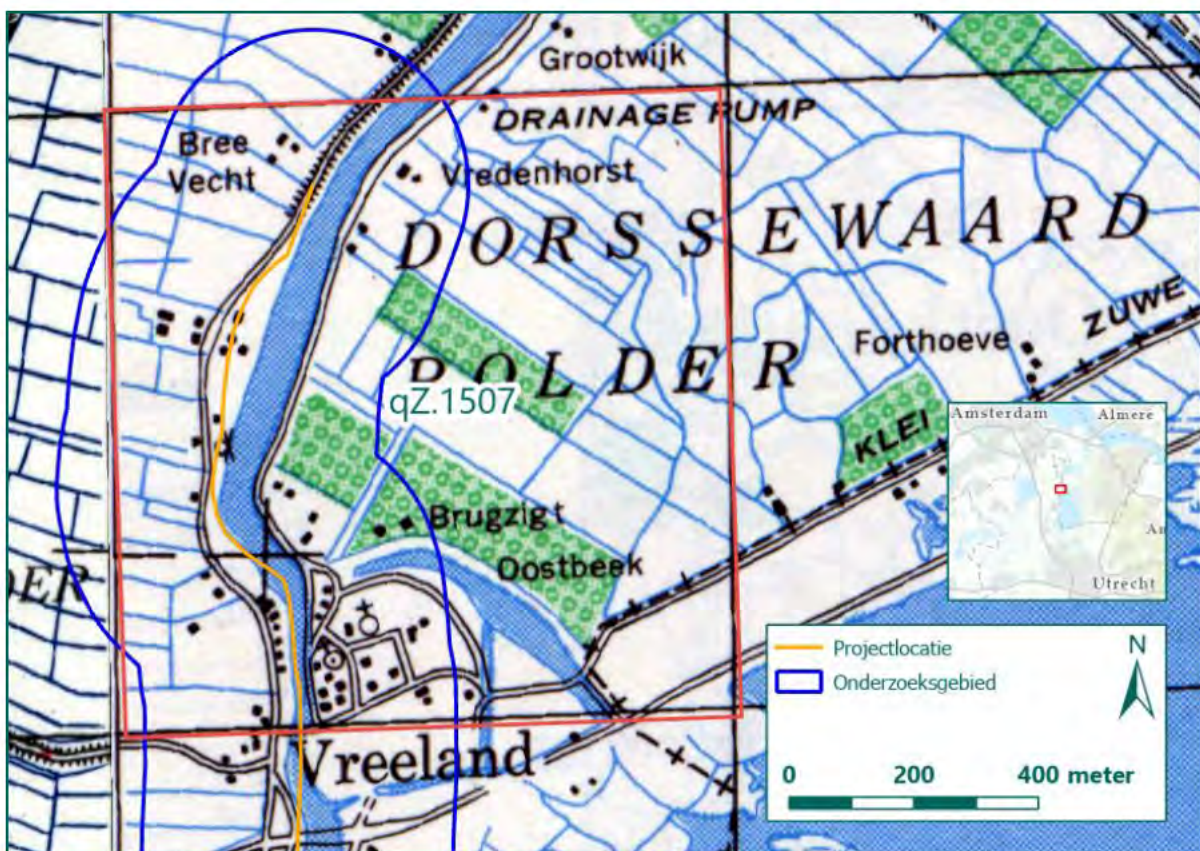 Grootwijk
DRAINAGE PUMP
Bree
Vecht
Vredenhorst
DORSSEWAARD
POLDER
ZUWE
Forthoeve
qZ.1507
KLEI
Amsterdam
Almere
Utrecht
Brugzigt
Oostbeek
DER
Vreeland
Projectlocatie
Onderzoeksgebied
N
0 200 400 meter